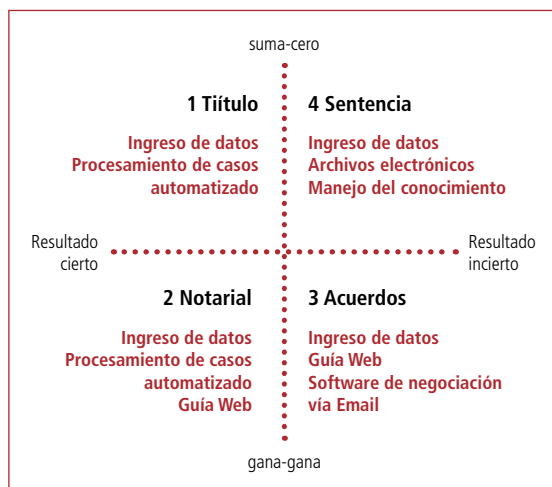 suma-cero
1 Tiítulo
Ingreso de datos
Procesamiento de casos
automatizado
4 Sentencia
Ingreso de datos
Archivos electrónicos
Manejo del conocimiento
Resultado
cierto
Resultado
incierto
2 Notarial
Ingreso de datos
Procesamiento de casos
automatizado
Guía Web
3 Acuerdos
Ingreso de datos
Guía Web
Software de negociación
vía Email
gana-gana